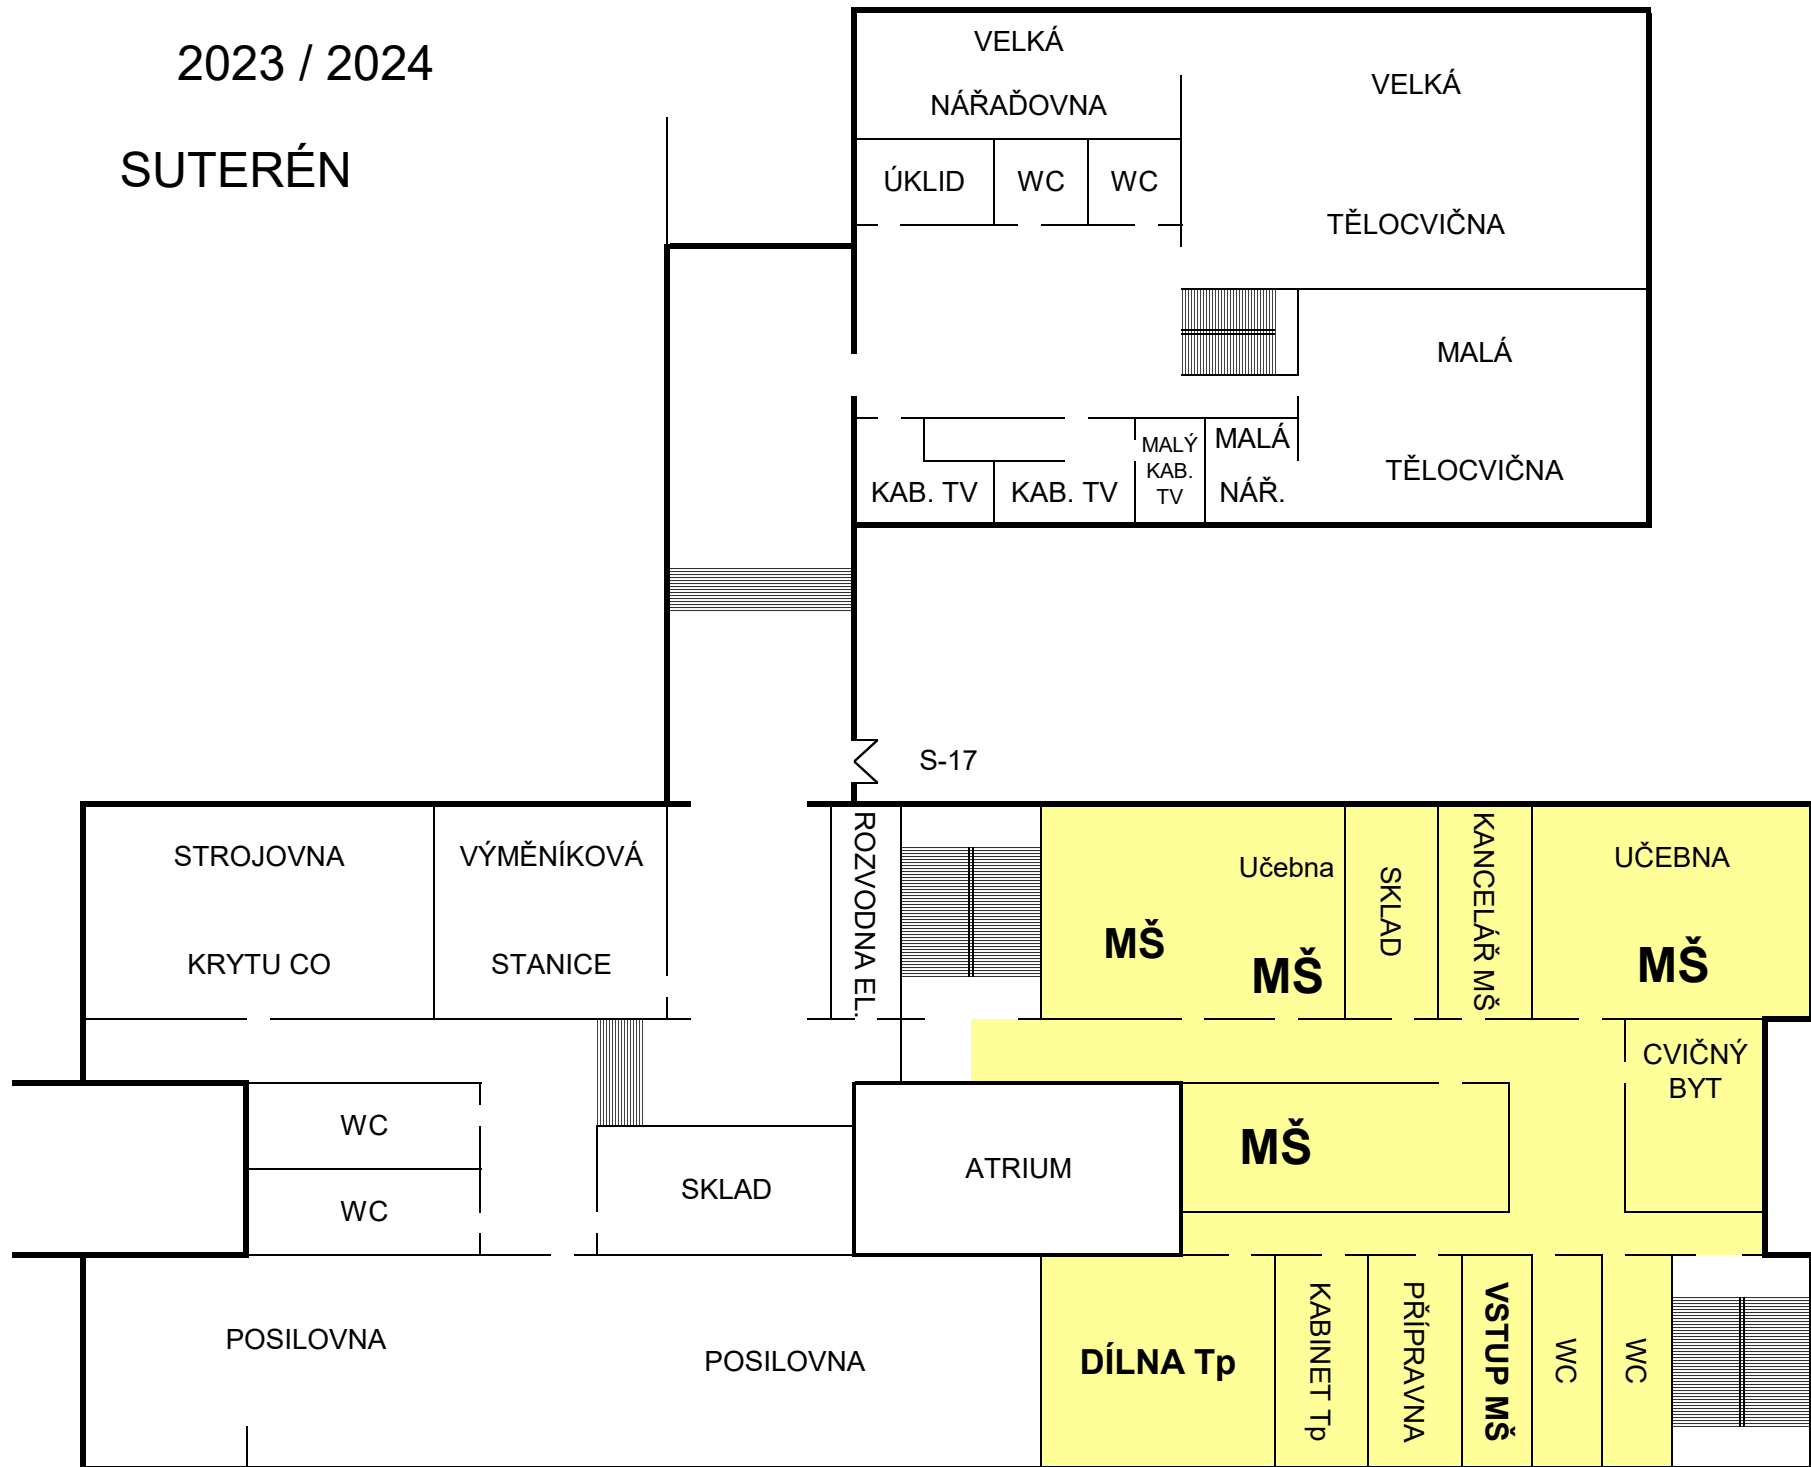 2023 / 2024
SUTERÉN
VELKÁ
NÁŘAĎOVNA
VELKÁ
TĚLOCVIČNA
ÚKLID
WC
WC
MALÁ
TĚLOCVIČNA
KAB. TV
KAB. TV
MALÝ
KAB.
TV
MALÁ
NÁŘ.
S-17
STROJOVNA
KRYTU CO
VÝMĚNÍKOVÁ
STANICE
ROZVODNA EL.
Učebna
MŠ
MŠ
SKLAD
KANCELÁŘ MŠ
UČEBNA
MŠ
CVIČNÝ
BYT
WC
WC
SKLAD
ATRIUM
MŠ
POSILOVNA
POSILOVNA
DÍLNA Tp
KABINET Tp
PŘÍPRAVNA
VSTUP MŠ
WC
WC